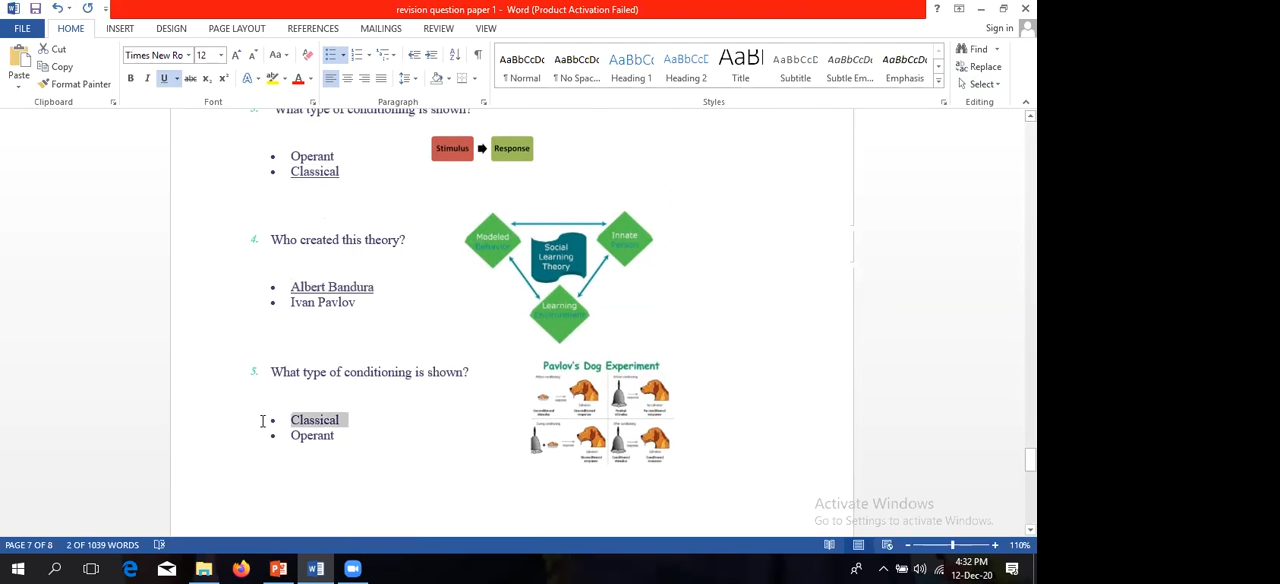 revision question paper 1 - Word (Product Activation Failed)
FILE HOME INSERT DESIGN PAGE LAYOUT REFERENCES MAILINGS REVIEW VIEW Sign in
Paste Cut
Copy
Format Painter
Times New Ro 12
AaBbCcDc AaBbCcDc AaBbCc AaBbCcD AaBl AaBbCcD AaBbCcDc AaBbCcDc
¶ Normal ¶ No Spac... Heading 1 Heading 2 Title Subtitle Subtle Em... Emphasis
Find
Replace
Select
Clipboard Font Paragraph Styles Editing
What type of conditioning is shown?
Stimulus Response
• Operant
• Classical
4. Who created this theory?
• Albert Bandura
• Ivan Pavlov
Modeled
Behavior
Innate
Person
Social
Learning
Theory
Learning
Environment
5. What type of conditioning is shown?
• Classical
• Operant
Pavlov's Dog Experiment
Activate Windows
Go to Settings to activate Windows.
PAGE 7 OF 8 2 OF 1039 WORDS 110%
4:32 PM
12-Dec-20